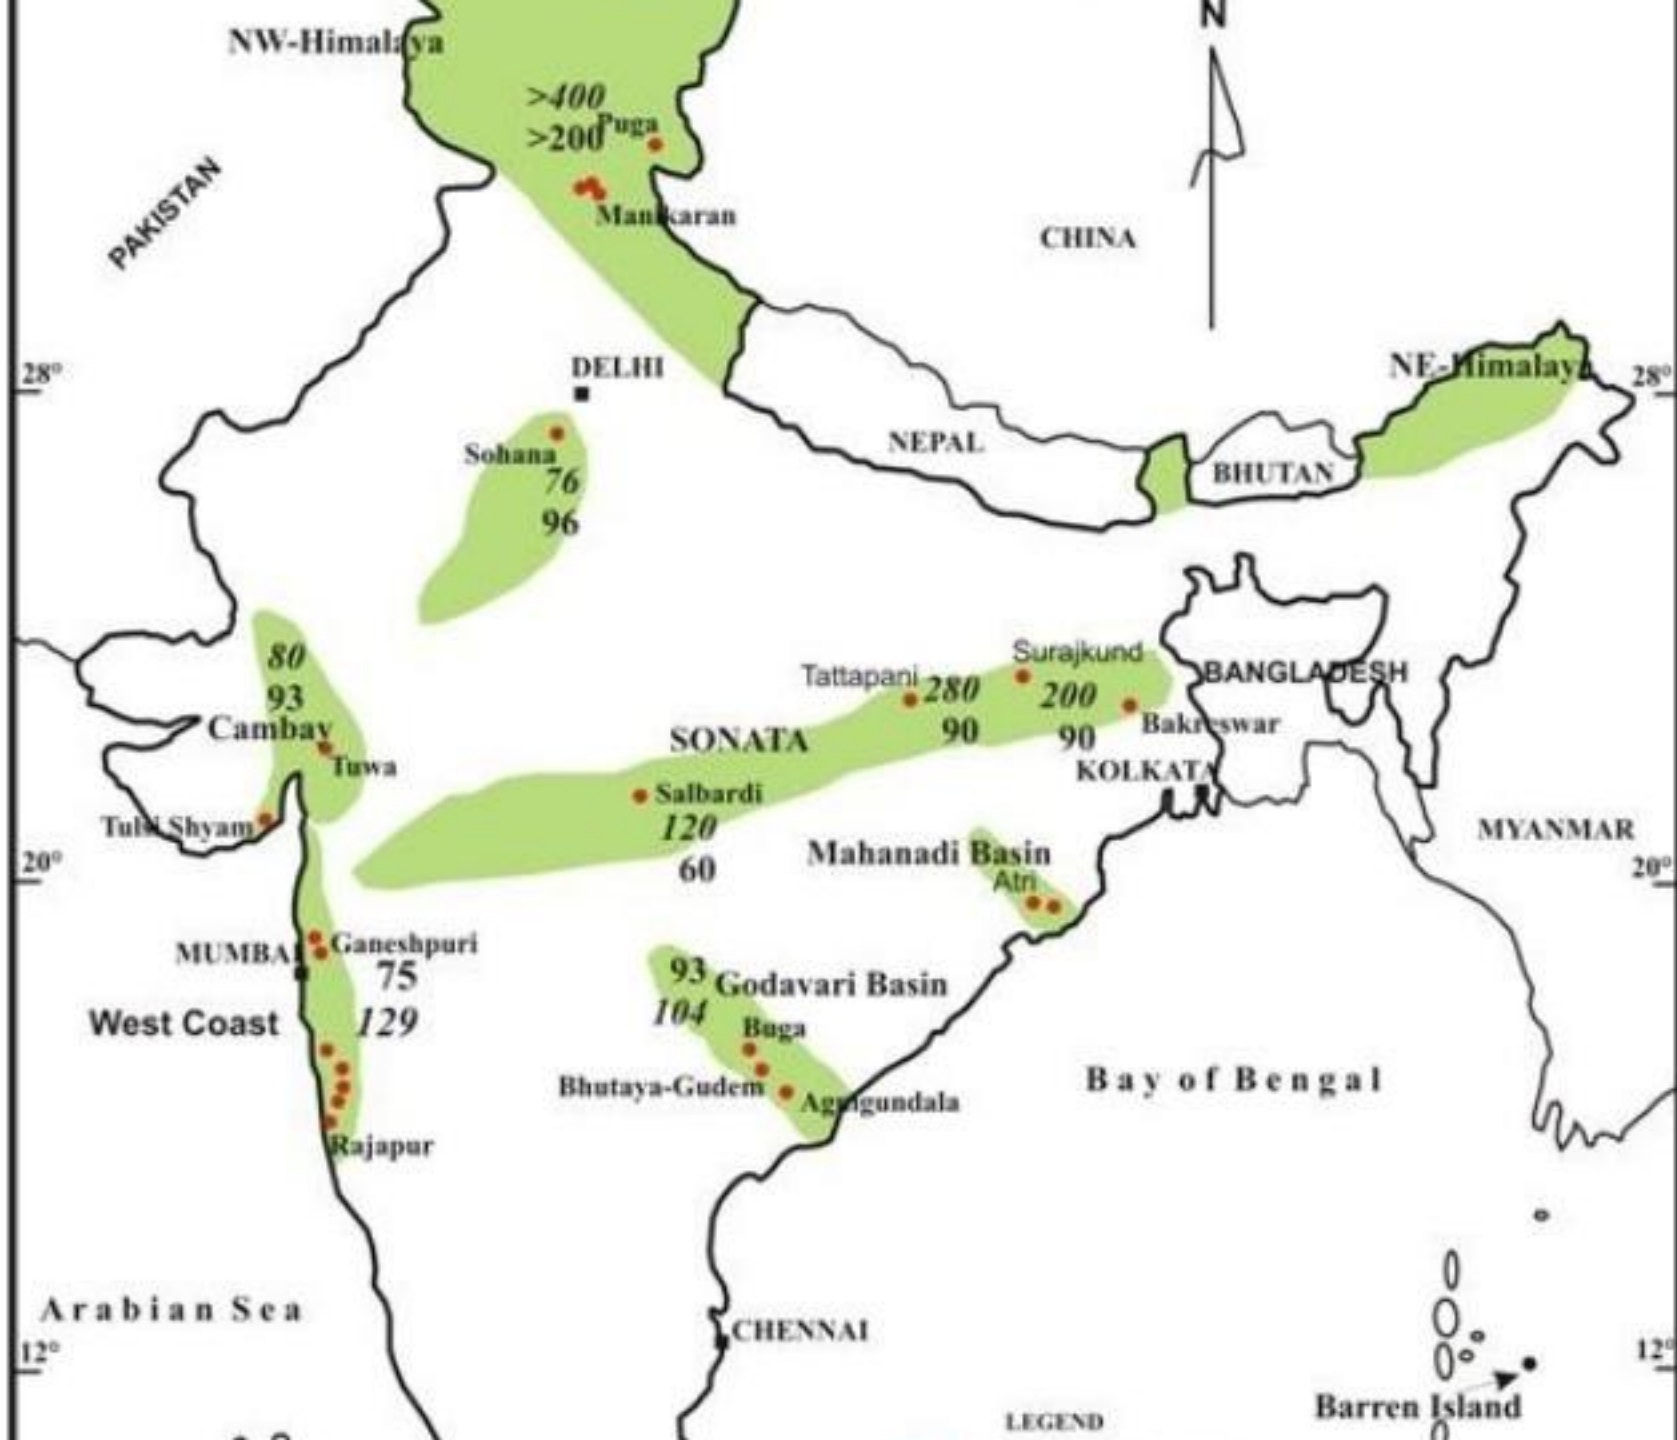 N
NW-Himalaya
>400
>200
Puga
Manikaran
PAKISTAN
CHINA
DELHI
28°
NE-Himalaya
28°
NEPAL
BHUTAN
Sohana
76
96
80
93
Cambay
Tuwa
Tulsi Shyam
Tattapani
280
90
Surajkund
200
90
Bakreswar
BANGLADESH
SONATA
KOLKATA
Salbardi
120
60
MYANMAR
20°
20°
Mahanadi Basin
Atri
MUMBAI
Ganeshpuri
75
129
West Coast
Rajapur
93
104
Godavari Basin
Buga
Bhutaya-Gudem
Agnigundala
Bay of Bengal
Arabian Sea
CHENNAI
12°
12°
Barren Island
LEGEND